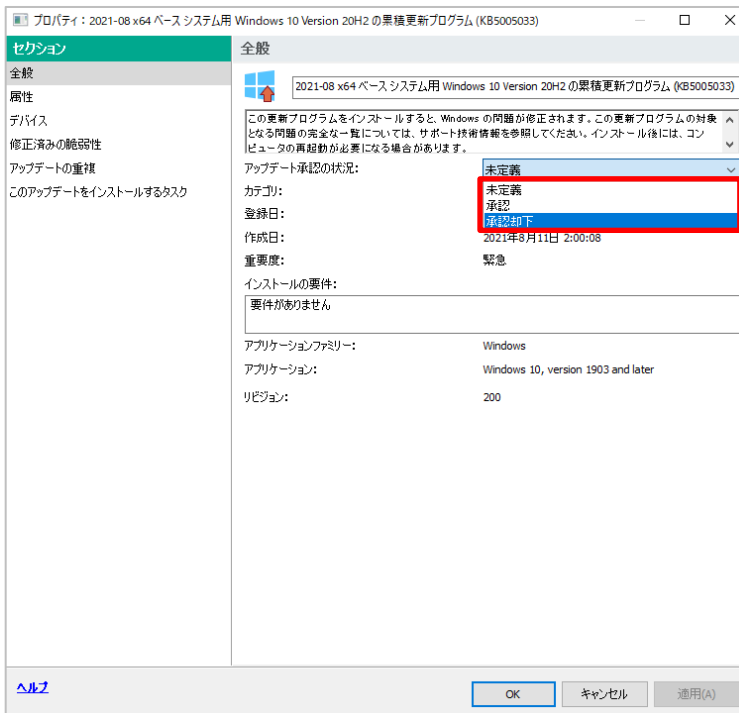 プロパティ：2021-08 x64 ベース システム用 Windows 10 Version 20H2 の累積更新プログラム (KB5005033)
セクション
全般
属性
デバイス
修正済みの脆弱性
アップデートの重複
このアップデートをインストールするタスク
全般
2021-08 x64 ベース システム用 Windows 10 Version 20H2 の累積更新プログラム (KB5005033)
この更新プログラムをインストールすると、Windows の問題が修正されます。この更新プログラムの対象
となる問題の完全な一覧については、サポート技術情報を参照してください。インストール後には、コン
ピュータの再起動が必要になる場合があります。
アップデート承認の状況： 未定義
未定義
承認
承認却下
カテゴリ：
登録日：
作成日： 2021年8月11日 2:00:08
重要度： 緊急
インストールの要件：
要件がありません
アプリケーションファミリー： Windows
アプリケーション： Windows 10, version 1903 and later
リビジョン： 200
ヘルプ
OK
キャンセル
適用(A)